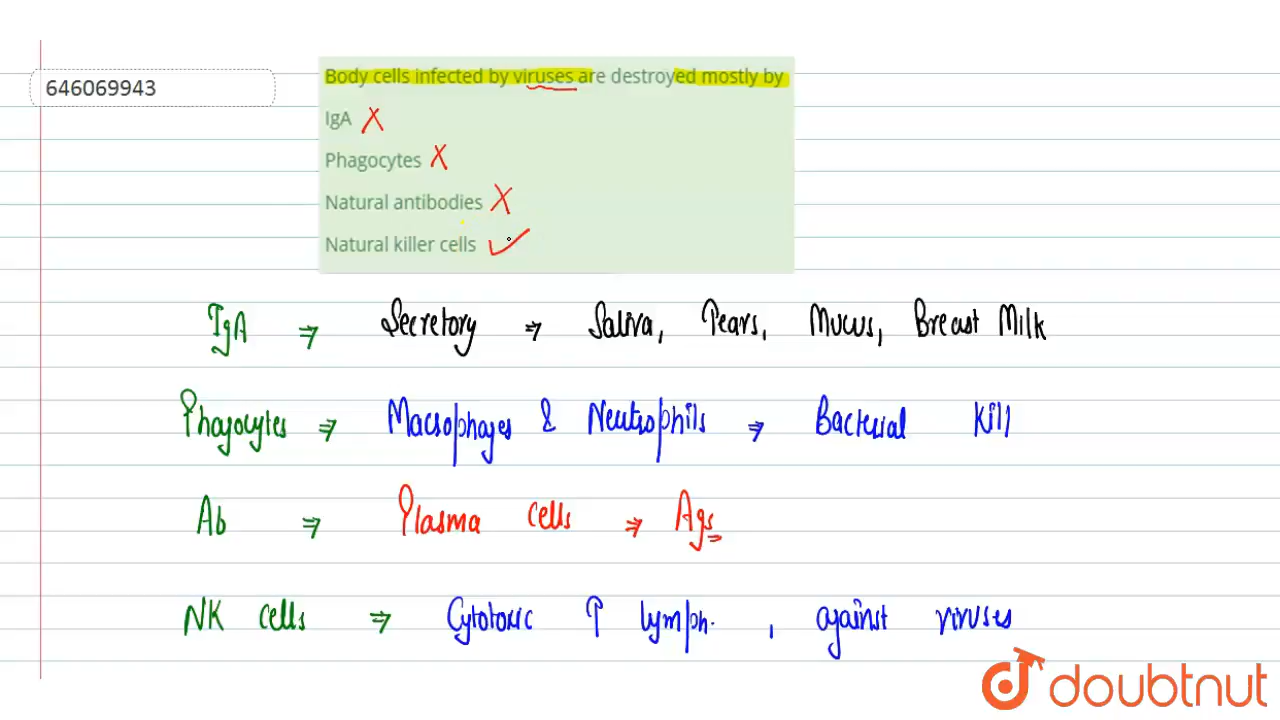 646069943
Body cells infected by viruses are destroyed mostly by
IgA X
Phagocytes X
Natural antibodies X
Natural killer cells ✓
IgA ⇒ Secretory ⇒ Saliva, Tears, Mucus, Breast Milk
Phagocytes ⇒ Macrophages & Neutrophils ⇒ Bacterial Kill
Ab ⇒ Plasma cells ⇒ Ags
NK cells ⇒ Cytotoxic T lymph. , against viruses
doubtnut